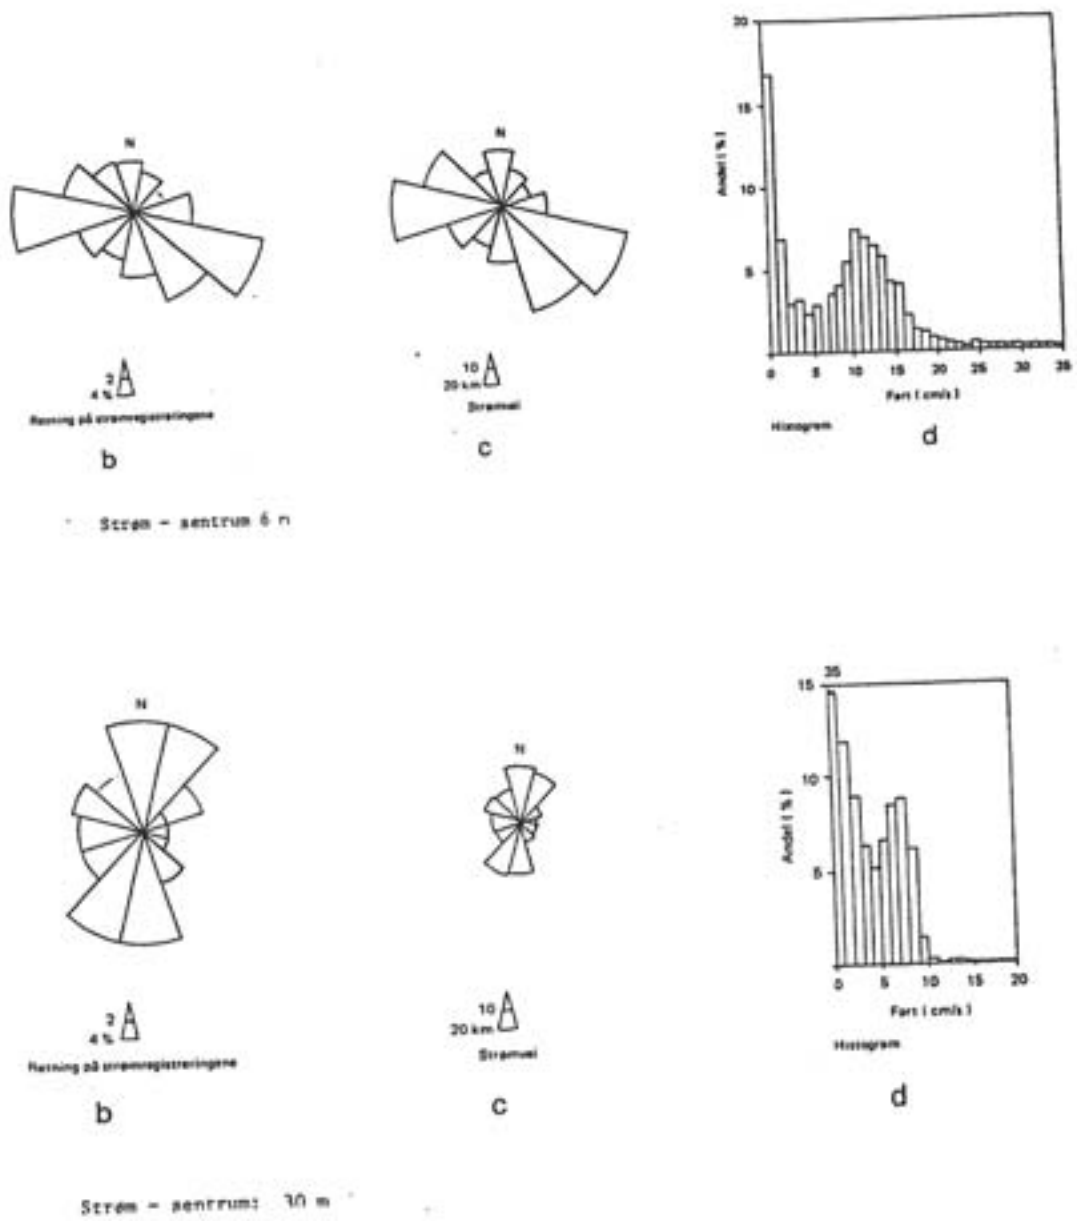 N
2
4 %
Retning på strømregistreringene
b
N
10
20 km
Strømvei
c
20
15
10
5
Andel ( % )
0 5 10 15 20 25 30 35
Fart ( cm/s )
Histogram
d
Strøm - sentrum 6 m
N
2
4 %
Retning på strømregistreringene
b
N
10
20 km
Strømvei
c
35
15
10
5
Andel ( % )
0 5 10 15 20
Fart ( cm/s )
Histogram
d
Strøm - sentrum: 30 m